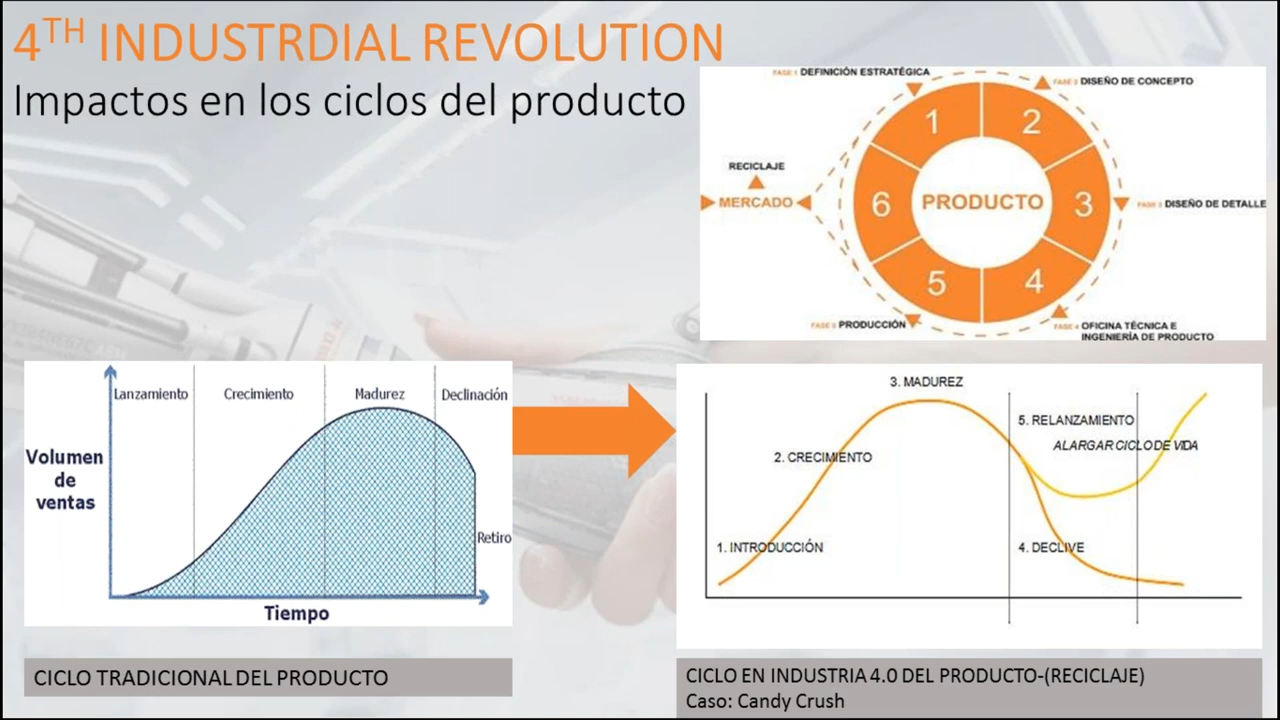 4TH INDUSTRDIAL REVOLUTION
Impactos en los ciclos del producto
FASE 1 DEFINICIÓN ESTRATÉGICA
FASE 2 DISEÑO DE CONCEPTO
1
2
RECICLAJE
MERCADO
6
PRODUCTO
3
FASE 3 DISEÑO DE DETALLE
5
4
FASE 5 PRODUCCIÓN
FASE 4 OFICINA TÉCNICA E
INGENIERÍA DE PRODUCTO
Lanzamiento
Crecimiento
Madurez
Declinación
Volumen
de
ventas
Retiro
Tiempo
3. MADUREZ
5. RELANZAMIENTO
ALARGAR CICLO DE VIDA
2. CRECIMIENTO
1. INTRODUCCIÓN
4. DECLIVE
CICLO TRADICIONAL DEL PRODUCTO
CICLO EN INDUSTRIA 4.0 DEL PRODUCTO-(RECICLAJE)
Caso: Candy Crush